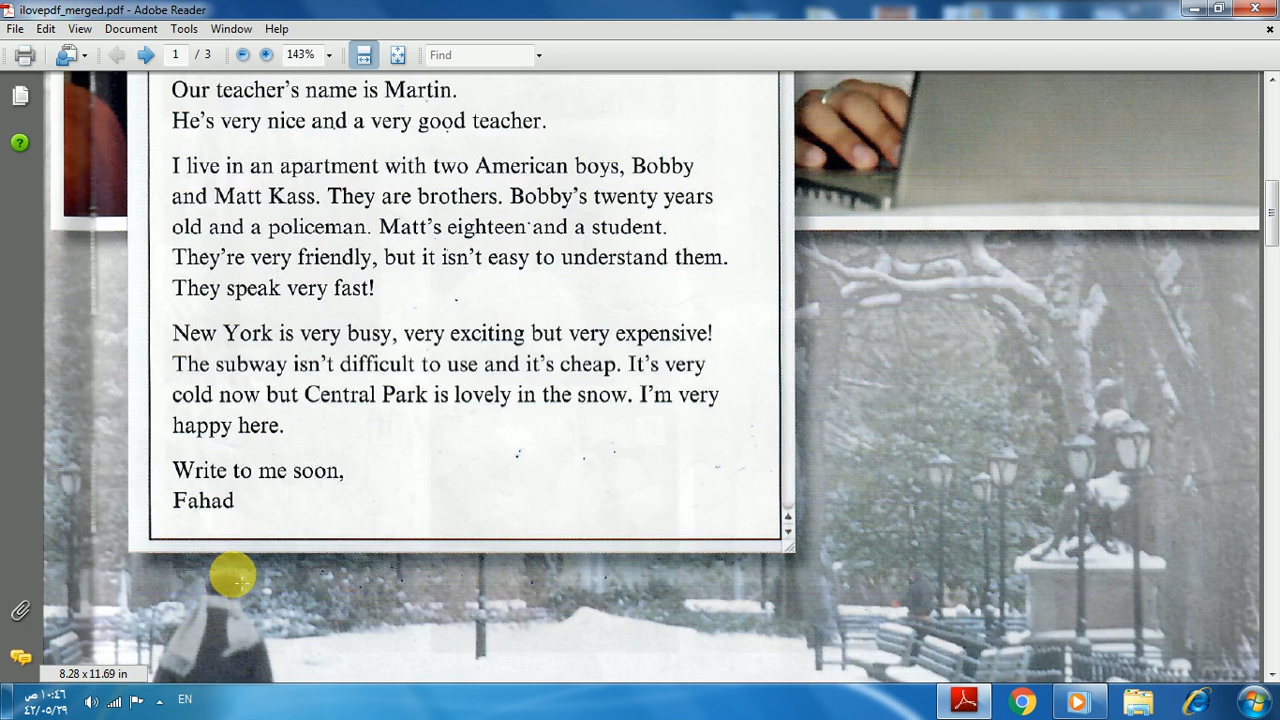 ilovepdf_merged.pdf - Adobe Reader
File Edit View Document Tools Window Help
1 / 3 143% Find
Our teacher's name is Martin.
He's very nice and a very good teacher.
I live in an apartment with two American boys, Bobby
and Matt Kass. They are brothers. Bobby's twenty years
old and a policeman. Matt's eighteen and a student.
They're very friendly, but it isn't easy to understand them.
They speak very fast!
New York is very busy, very exciting but very expensive!
The subway isn't difficult to use and it's cheap. It's very
cold now but Central Park is lovely in the snow. I'm very
happy here.
Write to me soon,
Fahad
8.28 x 11.69 in
١٠:٤٦ ص
EN
٤٢/٠٥/٢٩